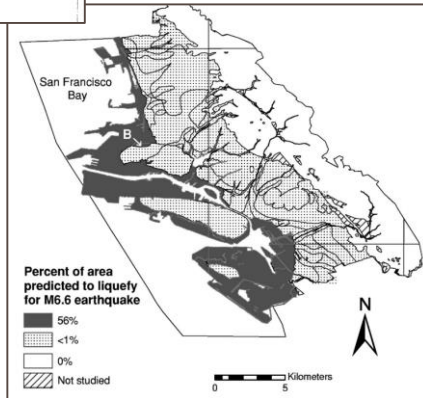 San Francisco
Bay
B
Percent of area
predicted to liquefy
for M6.6 earthquake
56%
<1%
0%
Not studied
N
Kilometers
0 5